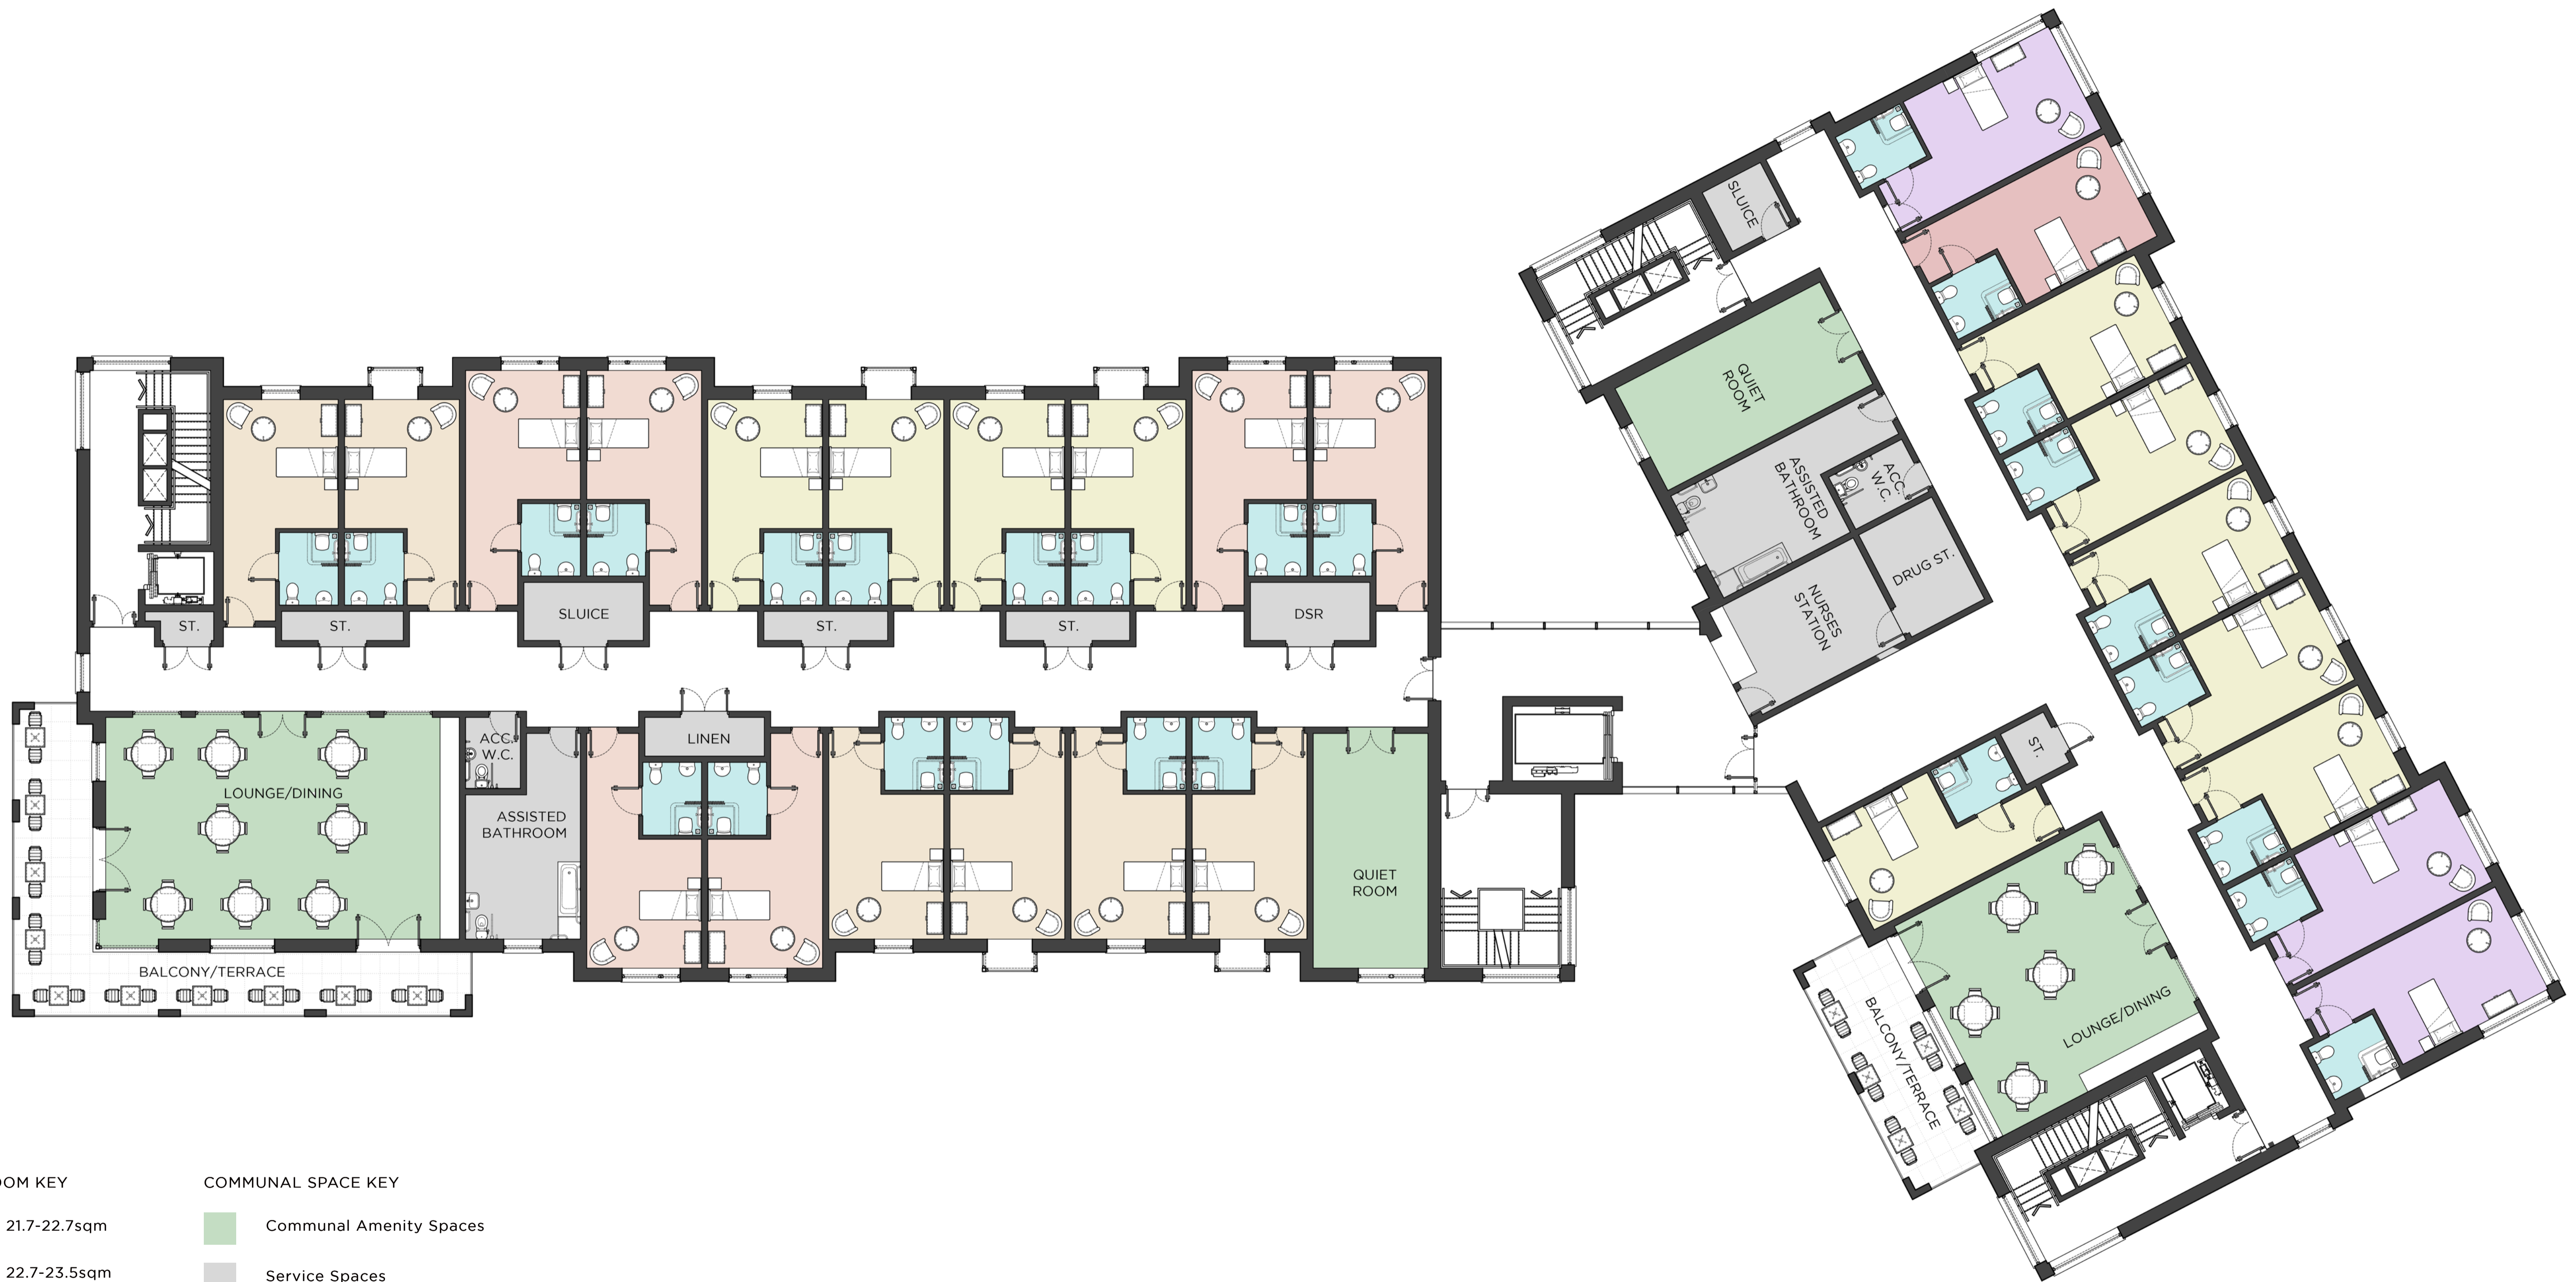 SLUICE
QUIET
ROOM
ASSISTED
BATHROOM
ACC.
W.C.
DRUG ST.
NURSES
STATION
ST.
ST.
SLUICE
ST.
ST.
DSR
LINEN
ACC.
W.C.
LOUNGE/DINING
ASSISTED
BATHROOM
QUIET
ROOM
BALCONY/TERRACE
ST.
LOUNGE/DINING
BALCONY/TERRACE
OOM KEY
21.7-22.7sqm
22.7-23.5sqm
COMMUNAL SPACE KEY
Communal Amenity Spaces
Service Spaces